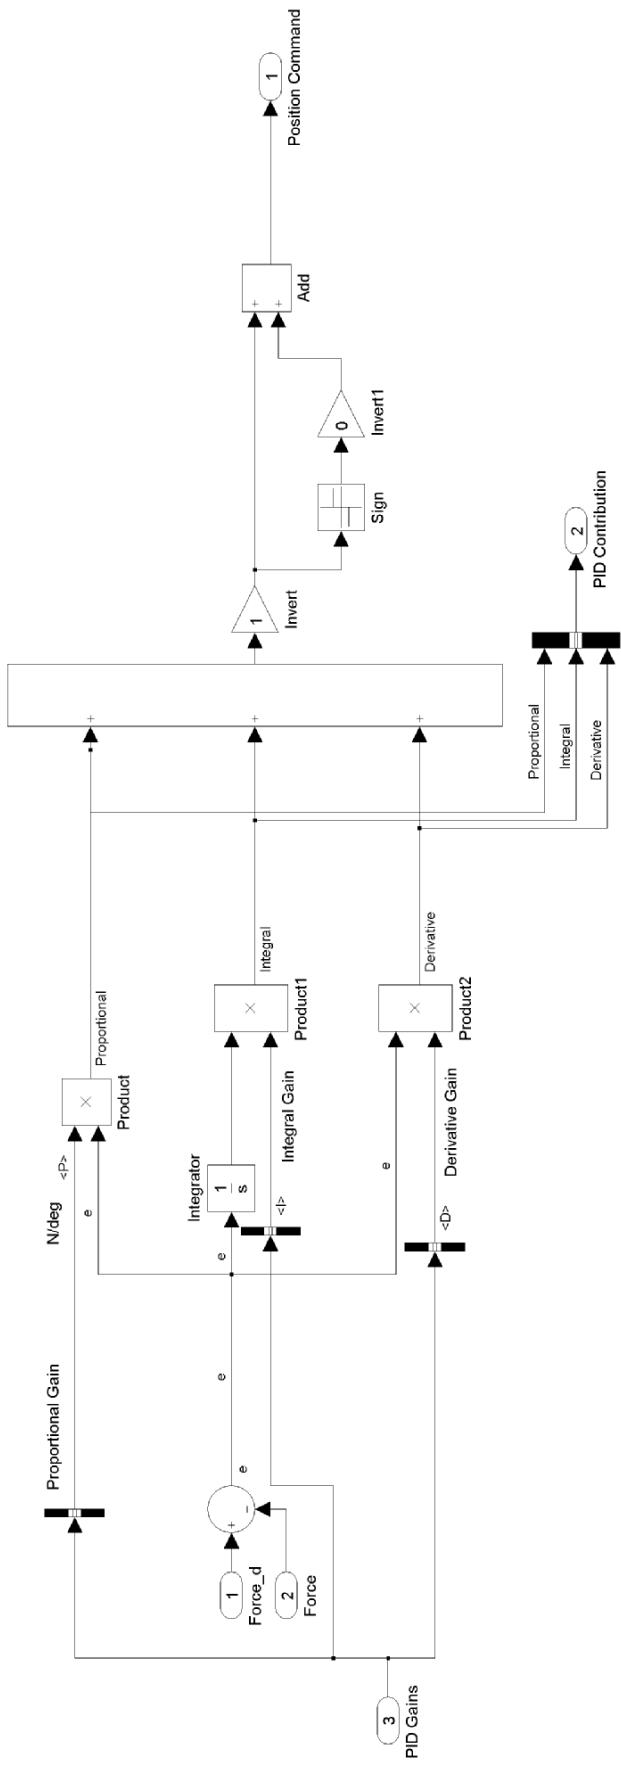 3
PID Gains
1
Force_d
2
Force
+
-
e
Proportional Gain
e
N/deg
<P>
e
e
Integrator
1
s
<I>
Integral Gain
e
<D>
Derivative Gain
×
Product
Proportional
×
Product1
Integral
×
Product2
Derivative
+
+
+
Proportional
Integral
Derivative
2
PID Contribution
1
Invert
Sign
0
Invert1
+
+
Add
1
Position Command